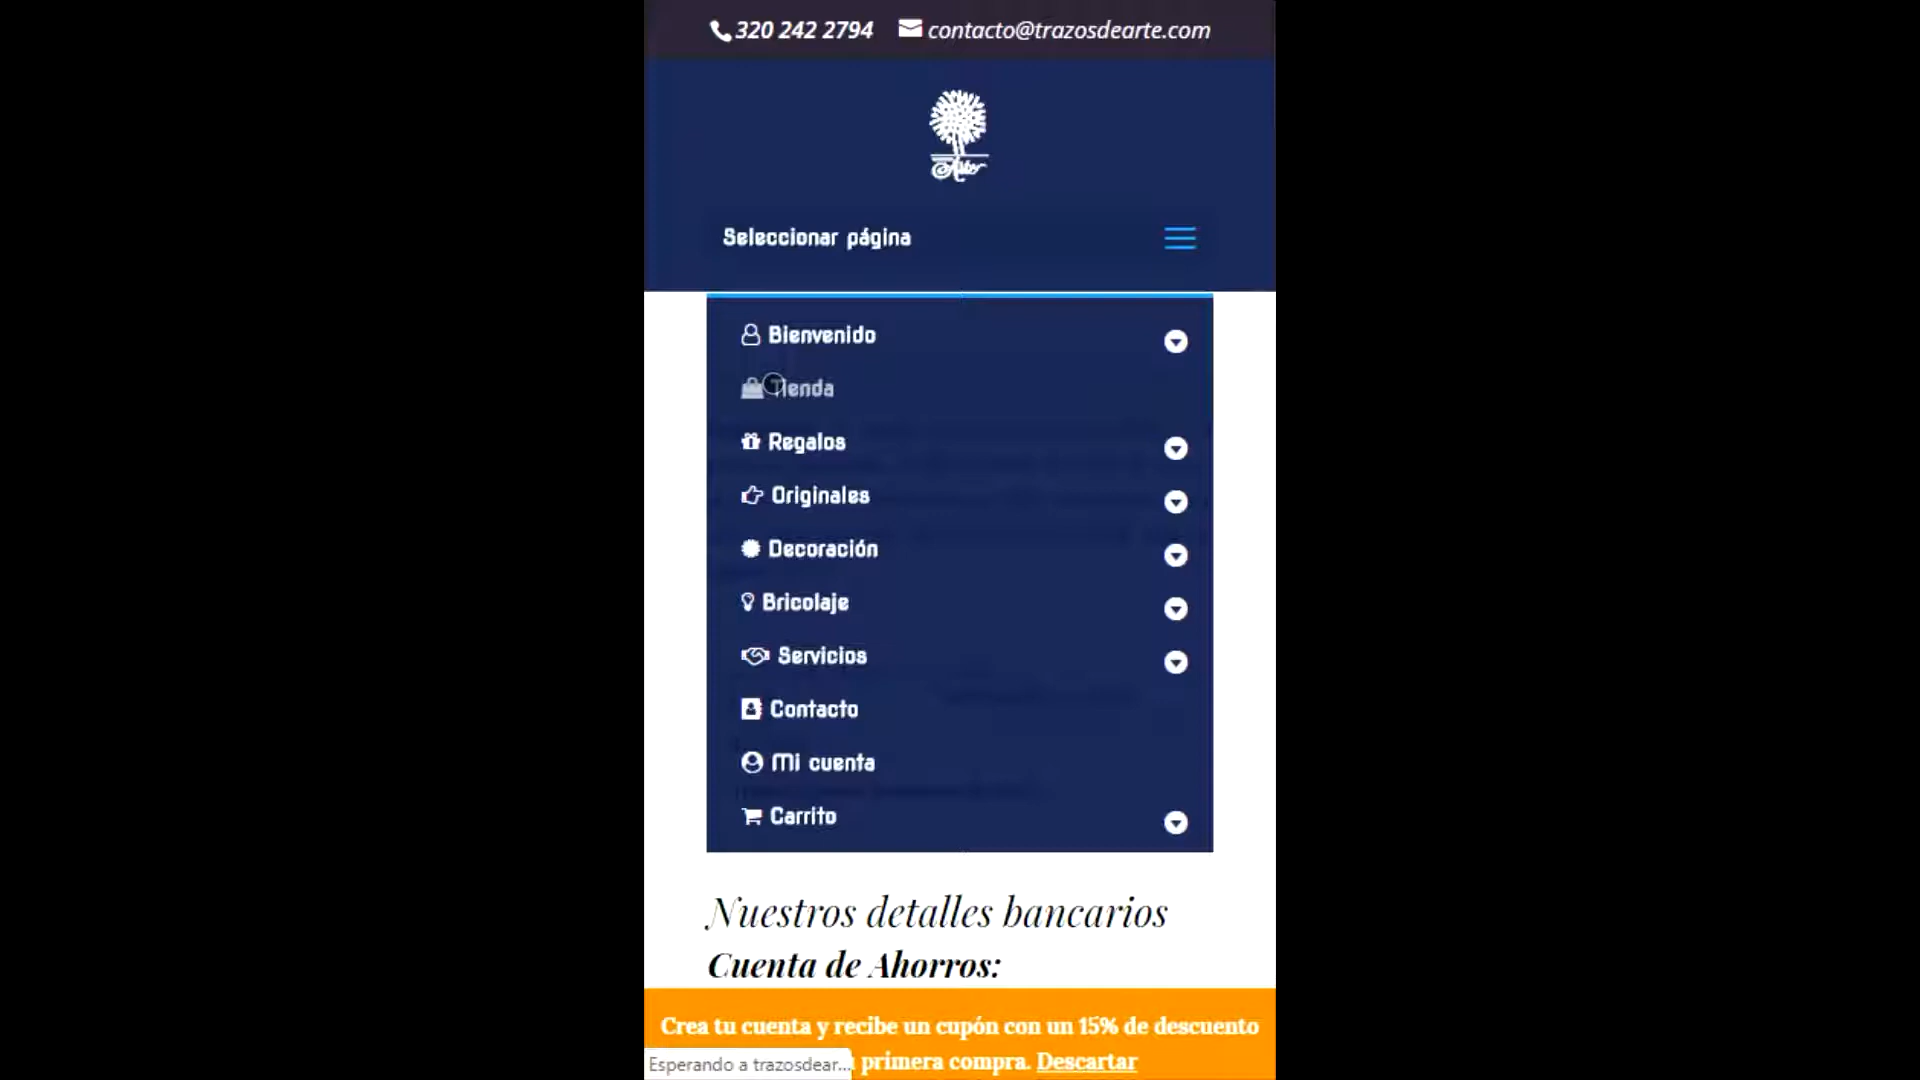 320 242 2794 contacto@trazosdearte.com
Seleccionar página
Bienvenido
Tienda
Regalos
Originales
Decoración
Bricolaje
Servicios
Contacto
Mi cuenta
Carrito
Nuestros detalles bancarios
Cuenta de Ahorros:
Crea tu cuenta y recibe un cupón con un 15% de descuento
primera compra. Descartar
Esperando a trazosdear...